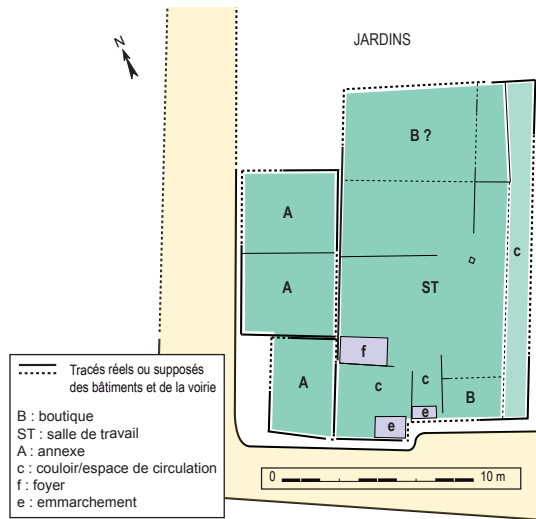 N
JARDINS
B ?
A
c
A
ST
f
A
c
c
B
e
e
Tracés réels ou supposés
des bâtiments et de la voirie
B : boutique
ST : salle de travail
A : annexe
c : couloir/espace de circulation
f : foyer
e : emmarchement
0 10 m